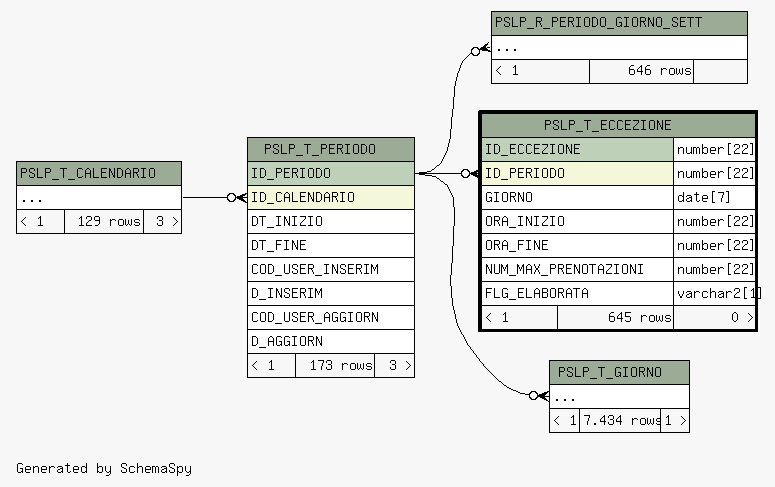 PSLP_R_PERIODO_GIORNO_SETT
...
< 1 646 rows
PSLP_T_ECCEZIONE
ID_ECCEZIONE number[22]
ID_PERIODO number[22]
GIORNO date[7]
ORA_INIZIO number[22]
ORA_FINE number[22]
NUM_MAX_PRENOTAZIONI number[22]
FLG_ELABORATA varchar2[1]
< 1 645 rows 0 >
PSLP_T_PERIODO
ID_PERIODO
ID_CALENDARIO
DT_INIZIO
DT_FINE
COD_USER_INSERIM
D_INSERIM
COD_USER_AGGIORN
D_AGGIORN
< 1 173 rows 3 >
PSLP_T_CALENDARIO
...
< 1 129 rows 3 >
PSLP_T_GIORNO
...
< 1 7.434 rows 1 >
Generated by SchemaSpy